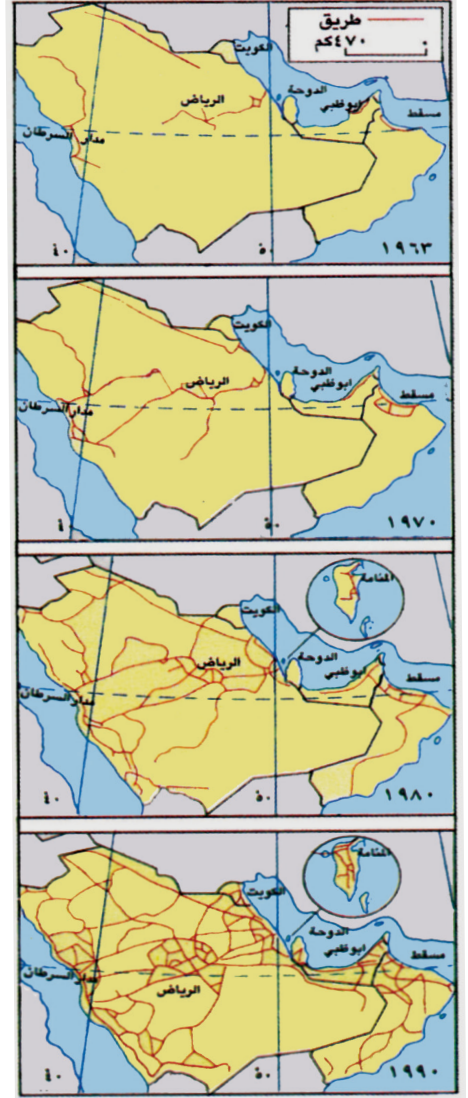 طريق
٤٧٠كم
الكويت
الرياض
الدوحة
ابوظبي
مسقط
مدار السرطان
٤٠
٥٠
١٩٦٣
الكويت
الرياض
الدوحة
ابوظبي
مسقط
مدار السرطان
٤٠
٥٠
١٩٧٠
المنامة
الكويت
الرياض
الدوحة
ابوظبي
مسقط
مدار السرطان
٤٠
٥٠
١٩٨٠
المنامة
الكويت
الدوحة
ابوظبي
مسقط
مدار السرطان
الرياض
٤٠
٥٠
١٩٩٠